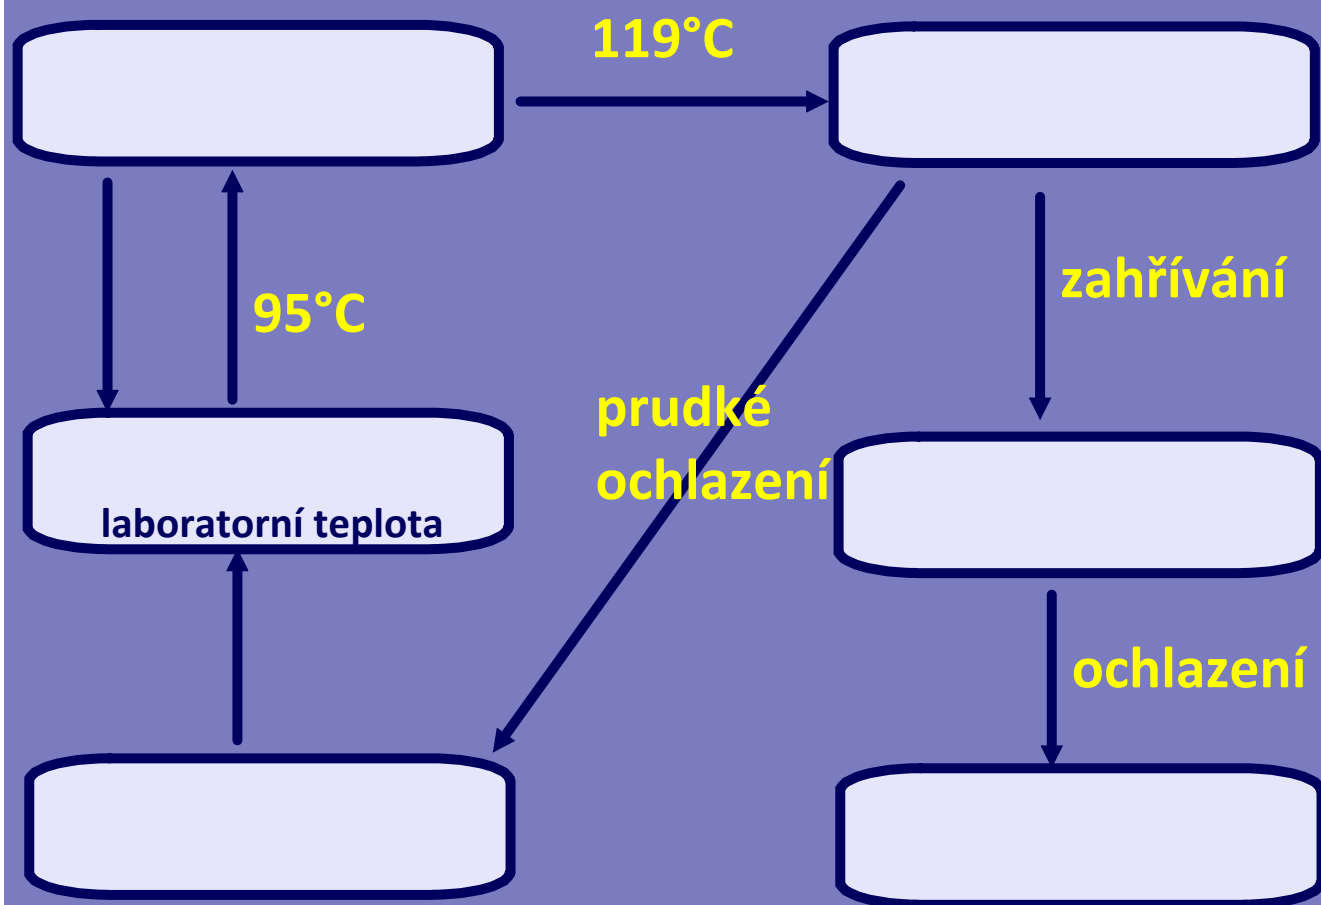 119°C
zahřívání
95°C
prudké
ochlazení
laboratorní teplota
ochlazení